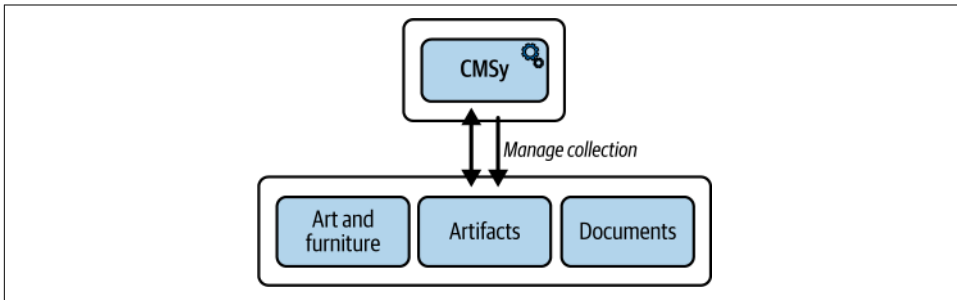 CMSy
Manage collection
Art and
furniture
Artifacts
Documents